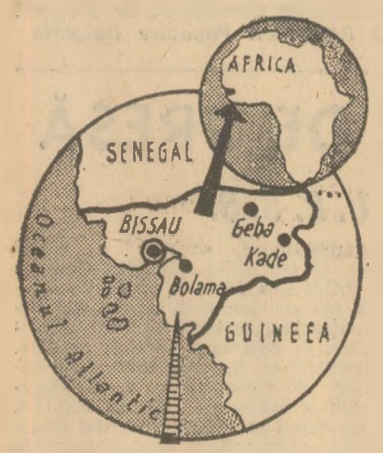 AFRICA
SENEGAL
BISSAU
Geba
Kade
Bolama
GUINEEA
Oceanul Atlantic